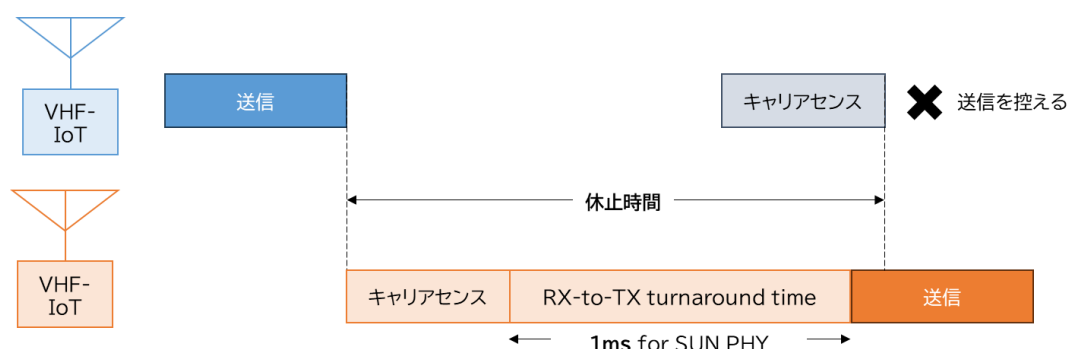 VHF-
IoT
送信
キャリアセンス
送信を控える
休止時間
VHF-
IoT
キャリアセンス
RX-to-TX turnaround time
送信
1ms for SUN PHY